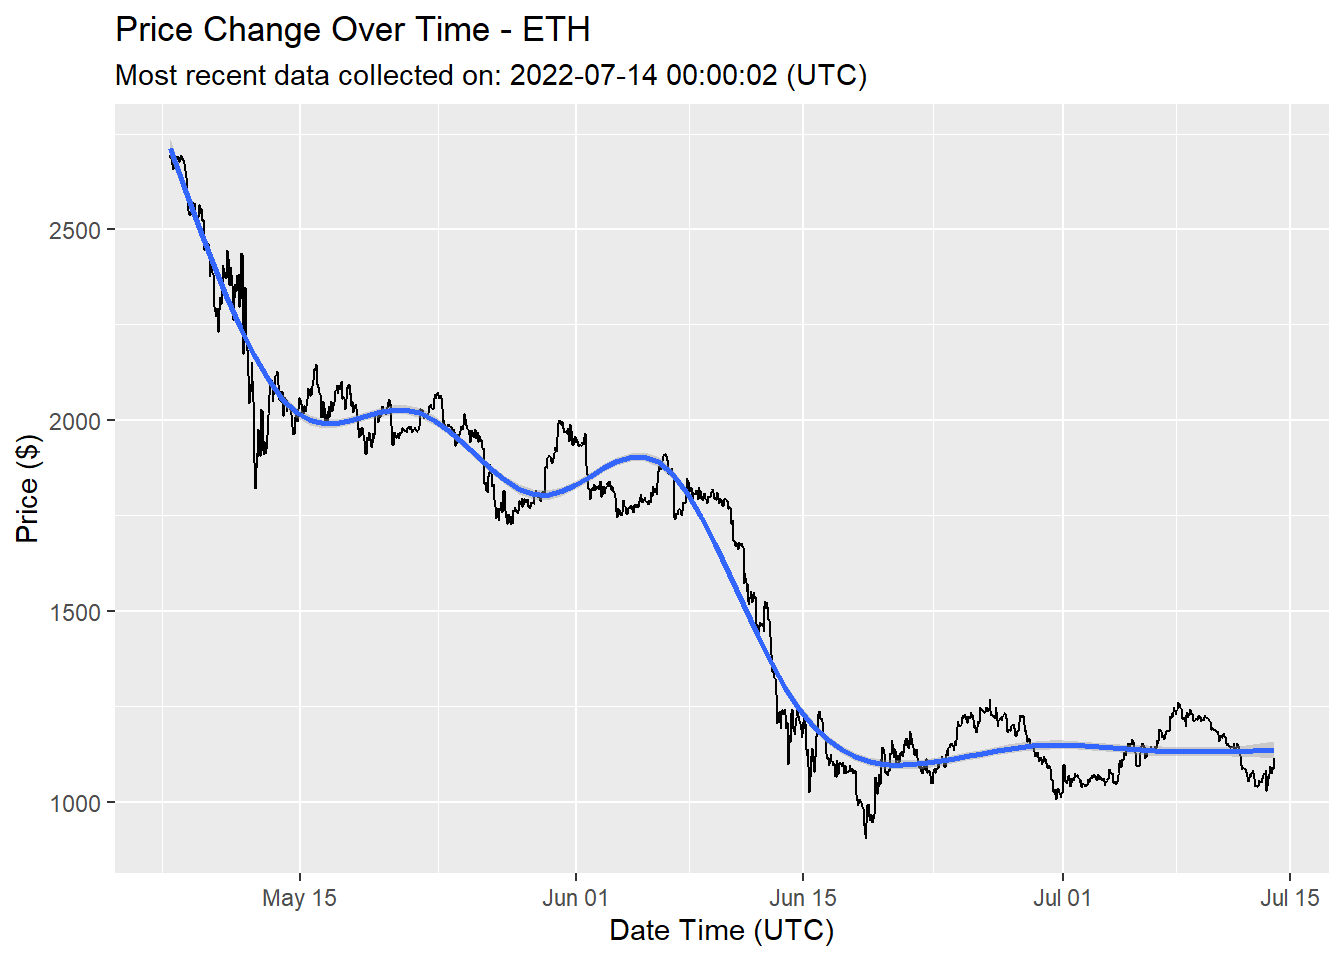 Price Change Over Time - ETH
Most recent data collected on: 2022-07-14 00:00:02 (UTC)
Price ($)
2500
2000
1500
1000
May 15
Jun 01
Jun 15
Jul 01
Jul 15
Date Time (UTC)